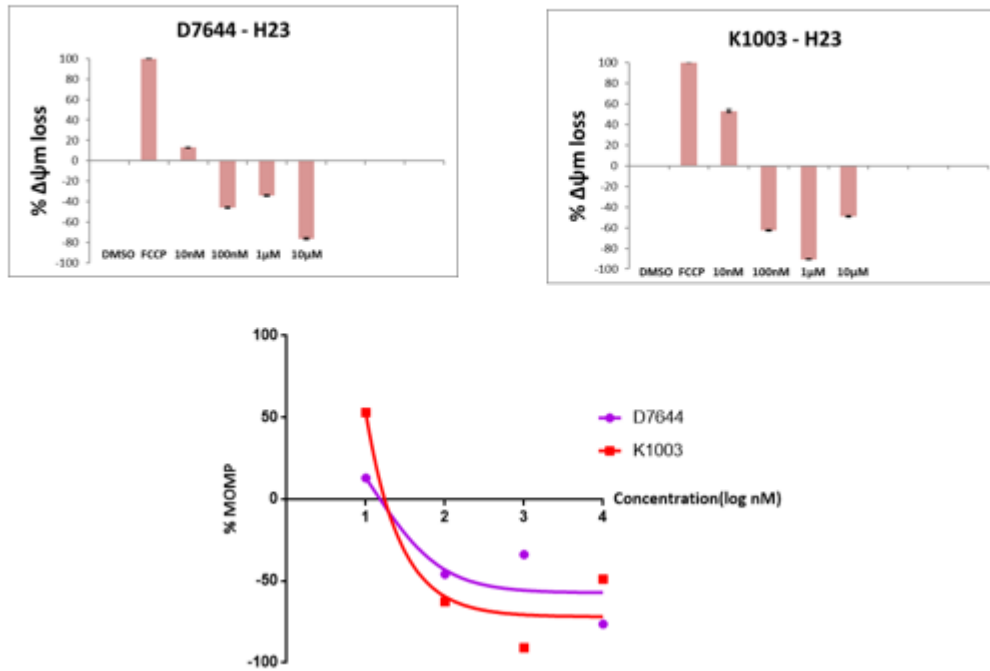 D7644 - H23
% Δψm loss
100
80
60
40
20
0
-20
-40
-60
-80
-100
DMSO FCCP 10nM 100nM 1μM 10μM
K1003 - H23
% Δψm loss
100
80
60
40
20
0
-20
-40
-60
-80
-100
DMSO FCCP 10nM 100nM 1μM 10μM
% MOMP
100
50
0
-50
-100
1 2 3 4
Concentration(log nM)
D7644
K1003